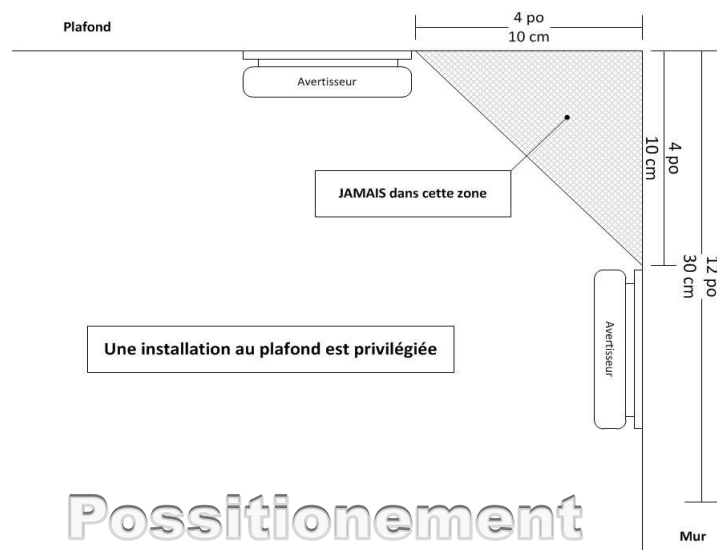 Plafond
4 po
10 cm
Avertisseur
4 po
10 cm
JAMAIS dans cette zone
12 po
30 cm
Avertisseur
Une installation au plafond est privilégiée
Possitionement
Mur